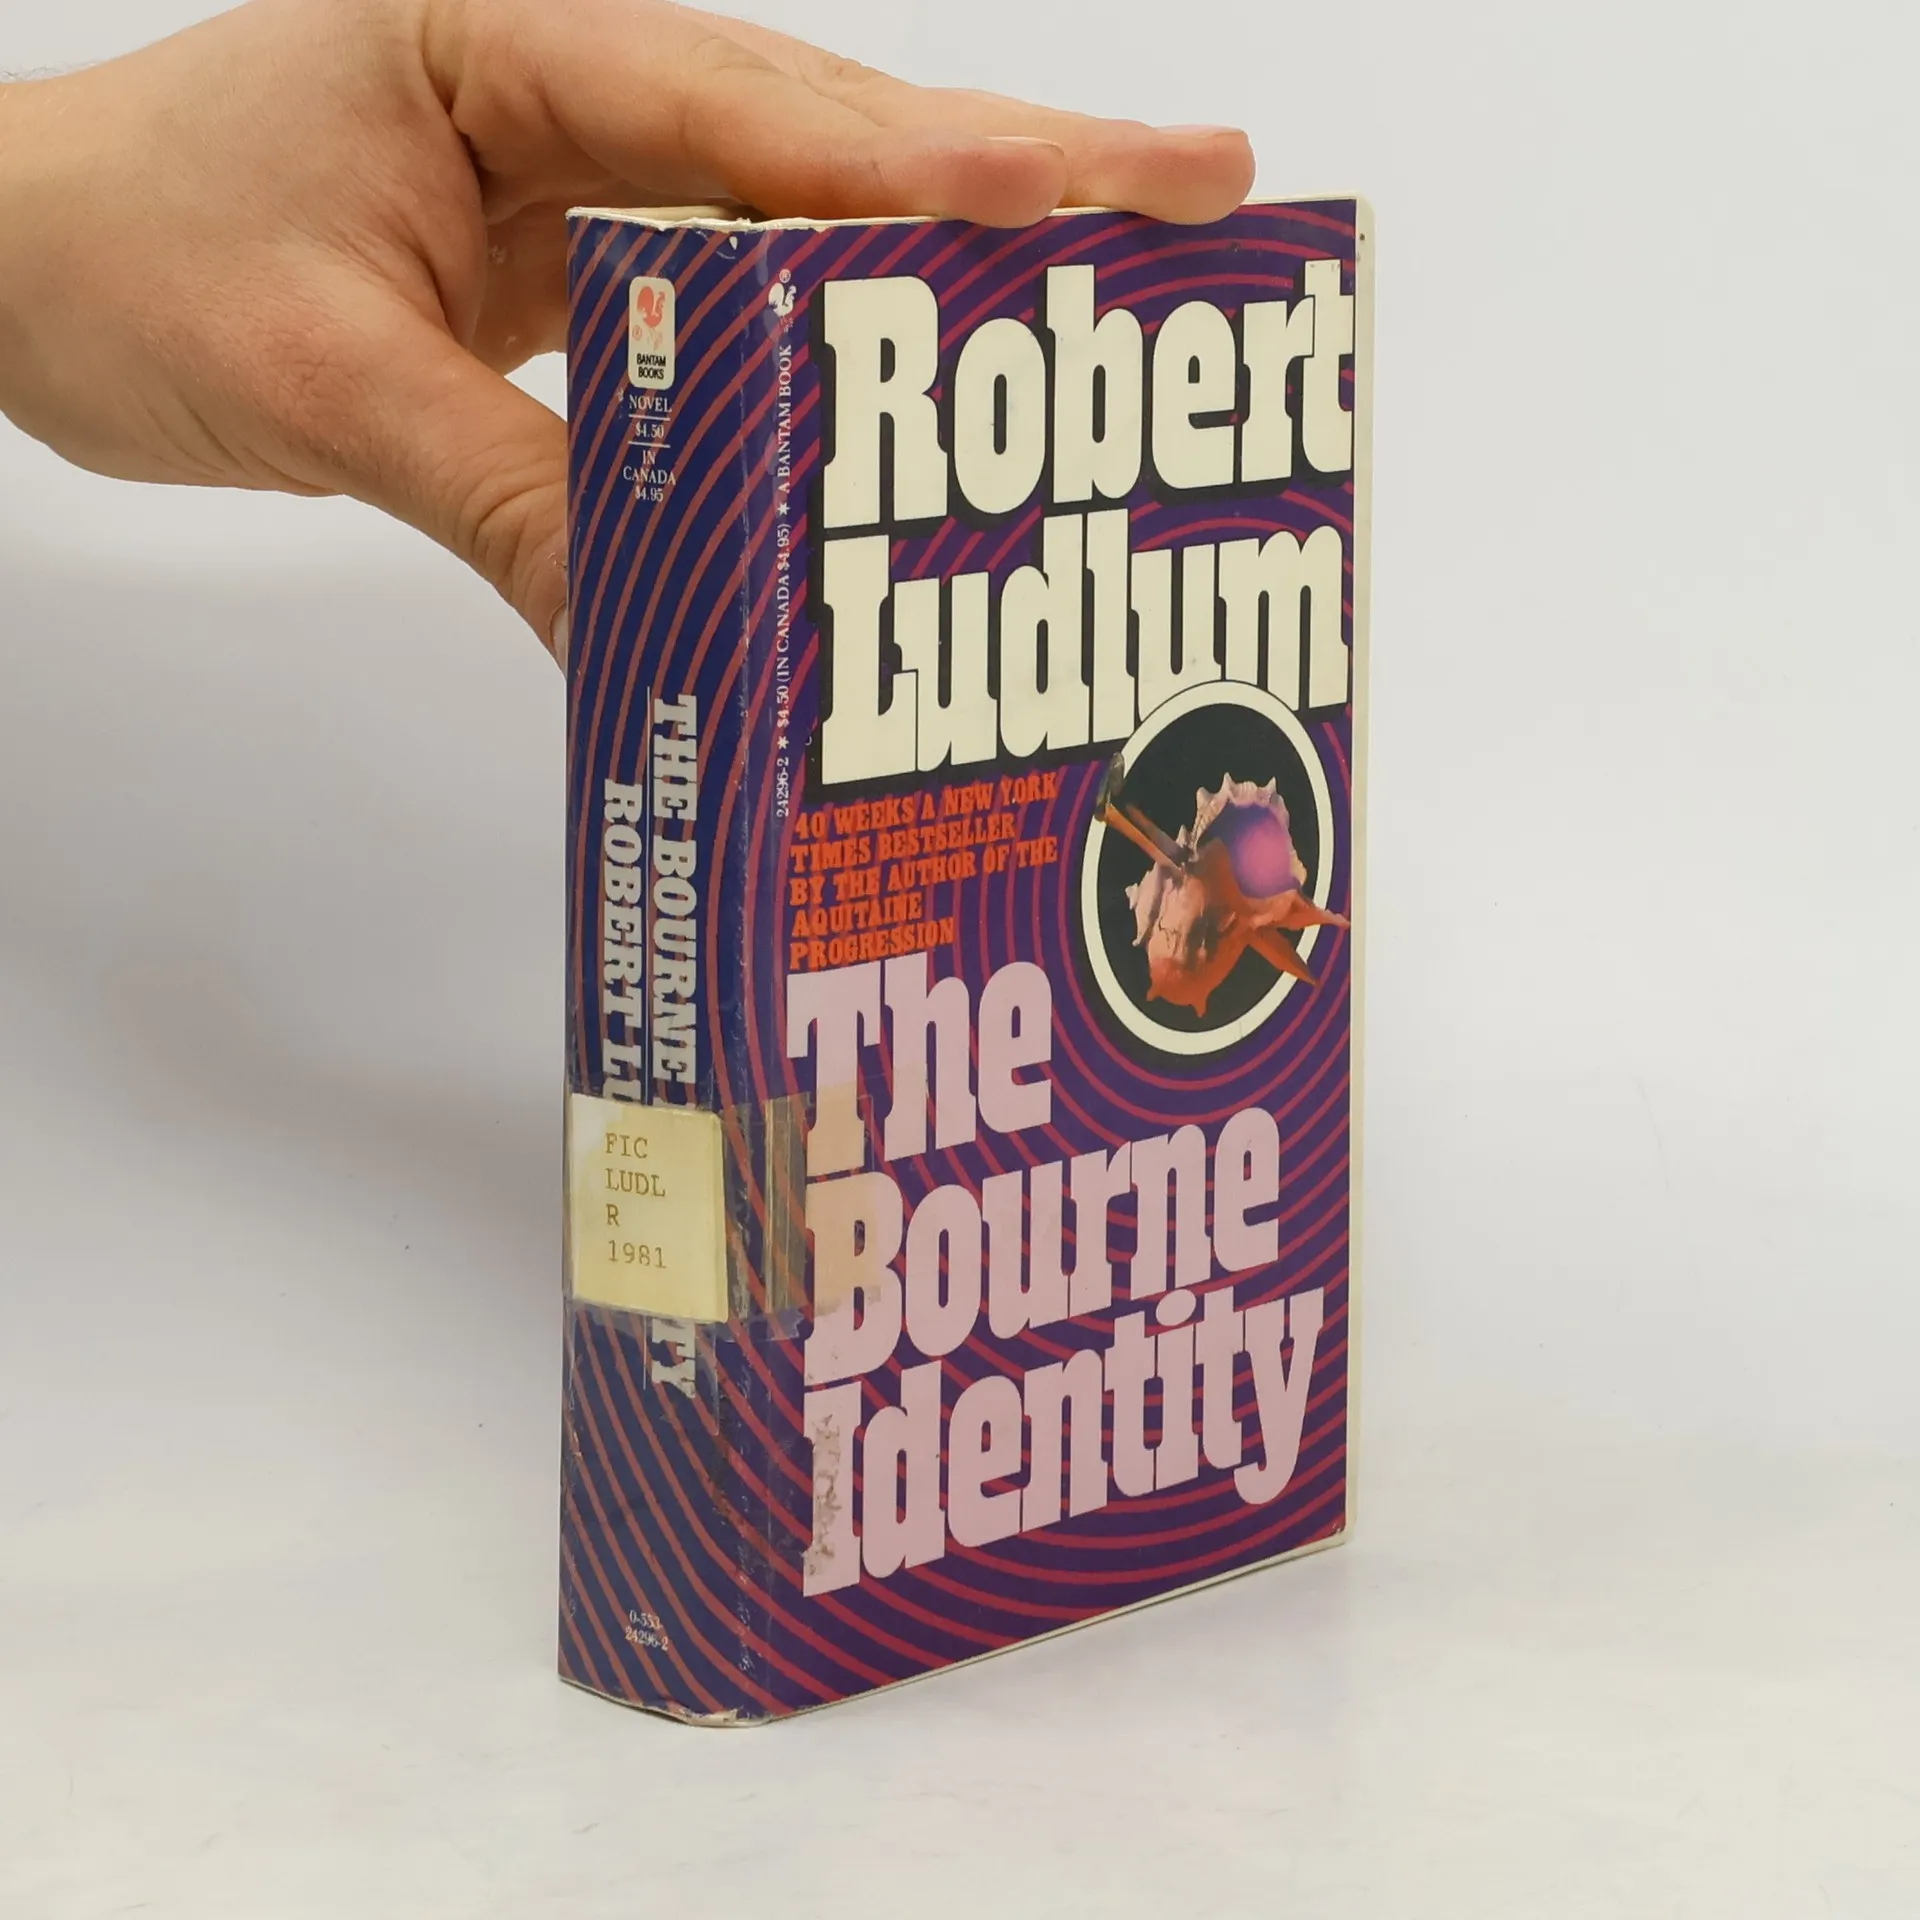 BANTAM
BOOKS
NOVEL
$4.50
IN
CANADA
$4.95
THE BOURNE TY
ROBERT LU
FIC
LUDL
R
1981
0-553-
24296-2
24296-2 ★ $4.50 (IN CANADA $4.95) ★ A BANTAM BOOK
Robert
Ludlum
40 WEEKS A NEW YORK
TIMES BESTSELLER
BY THE AUTHOR OF THE
AQUITAINE
PROGRESSION
The
Bourne
Identity